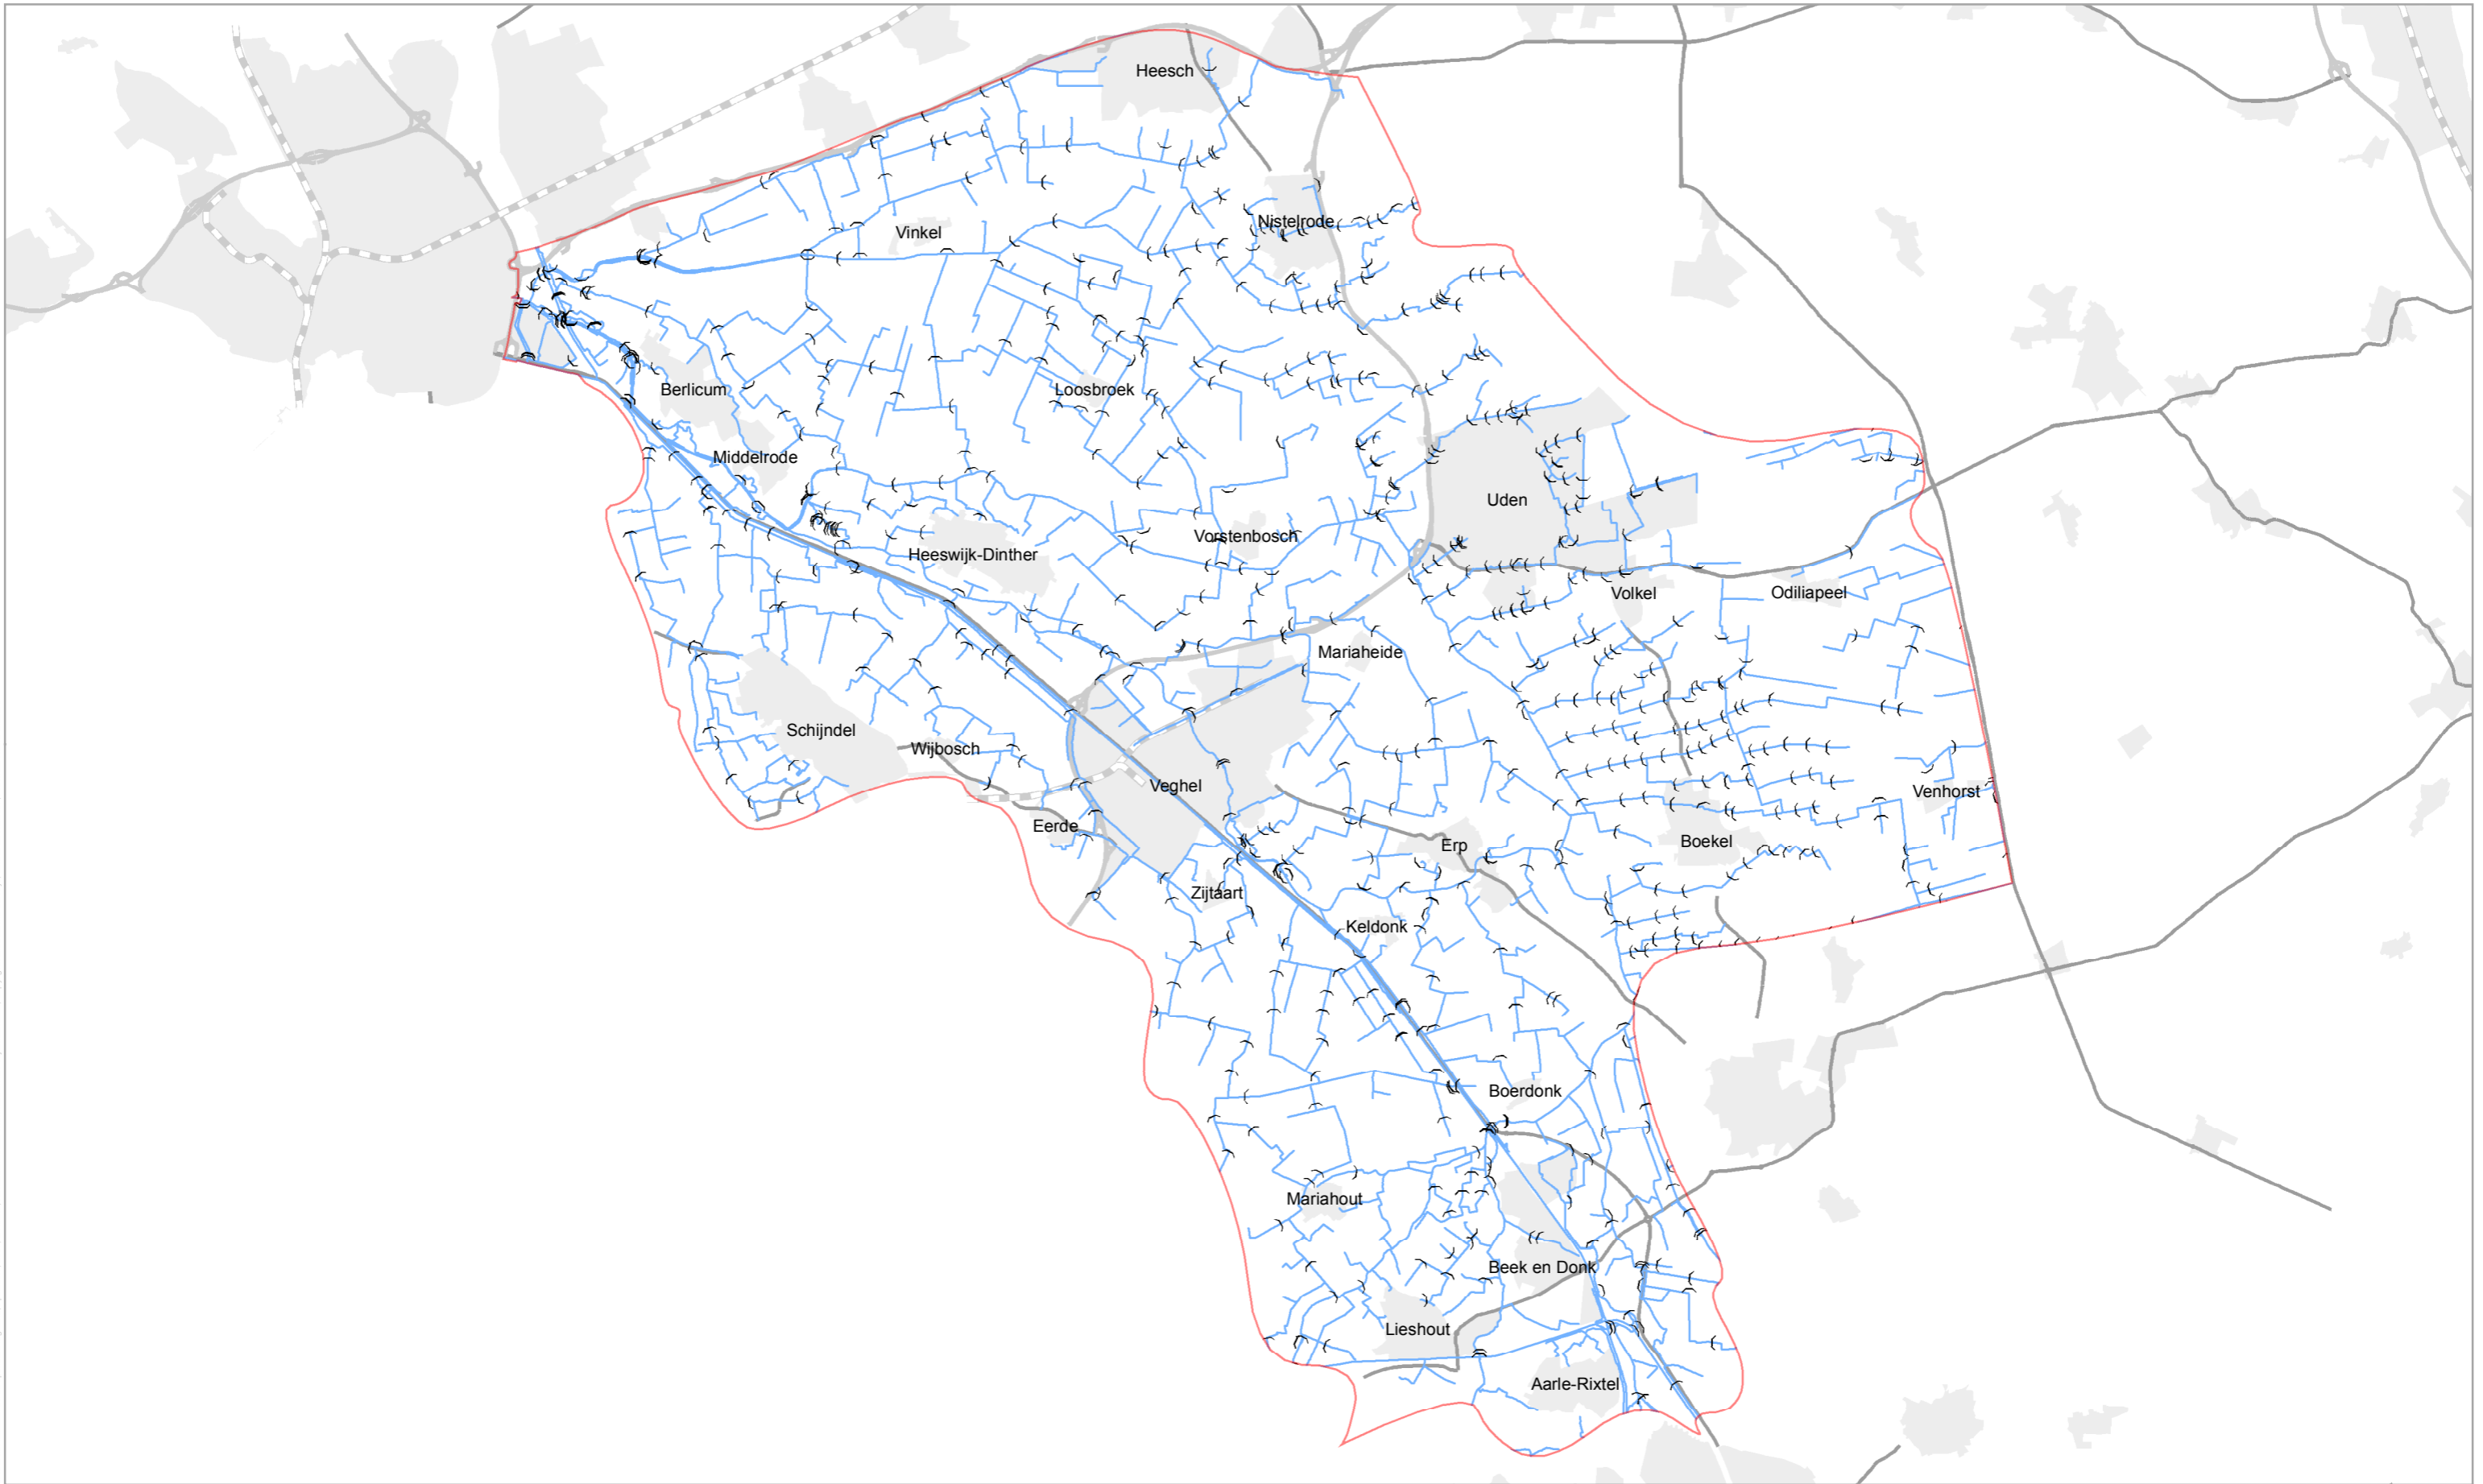 Heesch
Nistelrode
Vinkel
Berlicum
Loosbroek
Middelrode
Uden
Vorstenbosch
Heeswijk-Dinther
Volkel
Odiliapeel
Mariaheide
Schijndel
Wijbosch
Veghel
Venhorst
Eerde
Boekel
Erp
Zijtaart
Keldonk
Boerdonk
Mariahout
Beek en Donk
Lieshout
Aarle-Rixtel